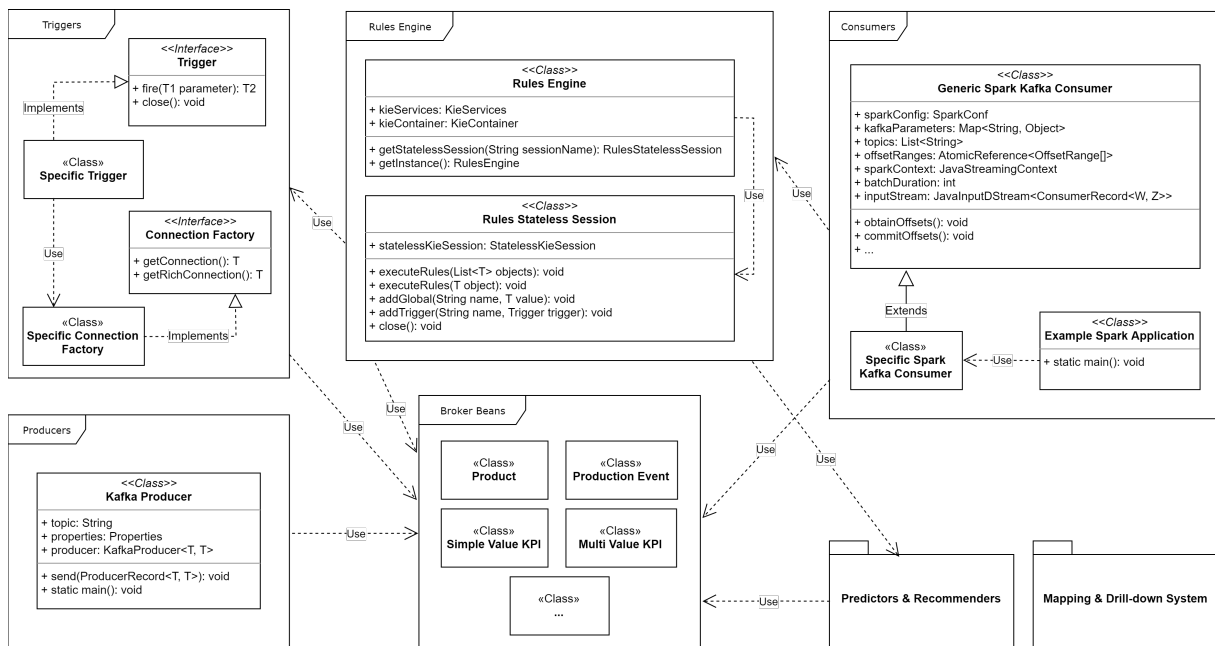 Triggers
<<Interface>>
Trigger
+ fire(T1 parameter): T2
+ close(): void
Implements
«Class»
Specific Trigger
Use
<<Interface>>
Connection Factory
+ getConnection(): T
+ getRichConnection(): T
«Class»
Specific Connection
Factory
Implements
Use
Rules Engine
<<Class>>
Rules Engine
+ kieServices: KieServices
+ kieContainer: KieContainer
+ getStatelessSession(String sessionName): RulesStatelessSession
+ getInstance(): RulesEngine
Use
<<Class>>
Rules Stateless Session
+ statelessKieSession: StatelessKieSession
+ executeRules(List<T> objects): void
+ executeRules(T object): void
+ addGlobal(String name, T value): void
+ addTrigger(String name, Trigger trigger): void
+ close(): void
Use
Consumers
<<Class>>
Generic Spark Kafka Consumer
+ sparkConfig: SparkConf
+ kafkaParameters: Map<String, Object>
+ topics: List<String>
+ offsetRanges: AtomicReference<OffsetRange[]>
+ sparkContext: JavaStreamingContext
+ batchDuration: int
+ inputStream: JavaInputDStream<ConsumerRecord<W, Z>>
+ obtainOffsets(): void
+ commitOffsets(): void
+ ...
Extends
«Class»
Specific Spark
Kafka Consumer
Use
<<Class>>
Example Spark Application
+ static main(): void
Use
Use
Use
Use
Producers
<<Class>>
Kafka Producer
+ topic: String
+ properties: Properties
+ producer: KafkaProducer<T, T>
+ send(ProducerRecord<T, T>): void
+ static main(): void
Use
Broker Beans
«Class»
Product
«Class»
Production Event
«Class»
Simple Value KPI
«Class»
Multi Value KPI
«Class»
...
Use
Predictors & Recommenders
Mapping & Drill-down System